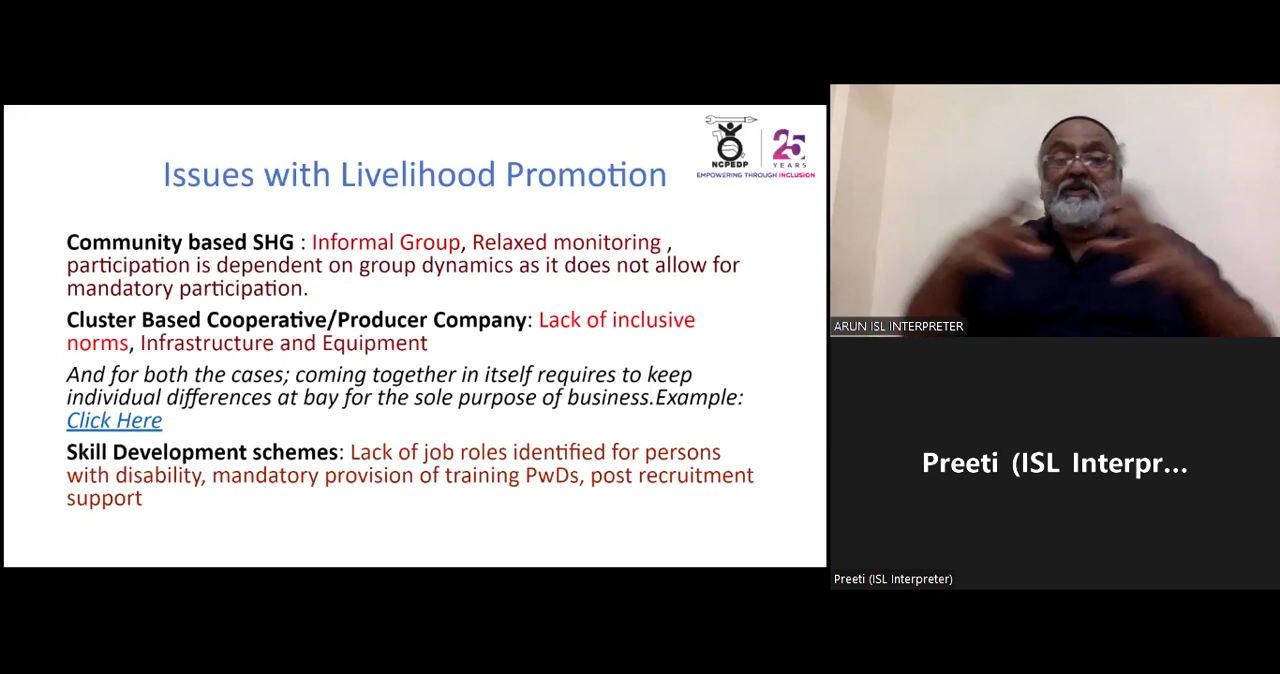 NCPEDP
25
YEARS
EMPOWERING THROUGH INCLUSION
Issues with Livelihood Promotion
Community based SHG : Informal Group, Relaxed monitoring ,
participation is dependent on group dynamics as it does not allow for
mandatory participation.
Cluster Based Cooperative/Producer Company: Lack of inclusive
norms, Infrastructure and Equipment
And for both the cases; coming together in itself requires to keep
individual differences at bay for the sole purpose of business.Example:
Click Here
Skill Development schemes: Lack of job roles identified for persons
with disability, mandatory provision of training PwDs, post recruitment
support
ARUN ISL INTERPRETER
Preeti (ISL Interpr...
Preeti (ISL Interpreter)